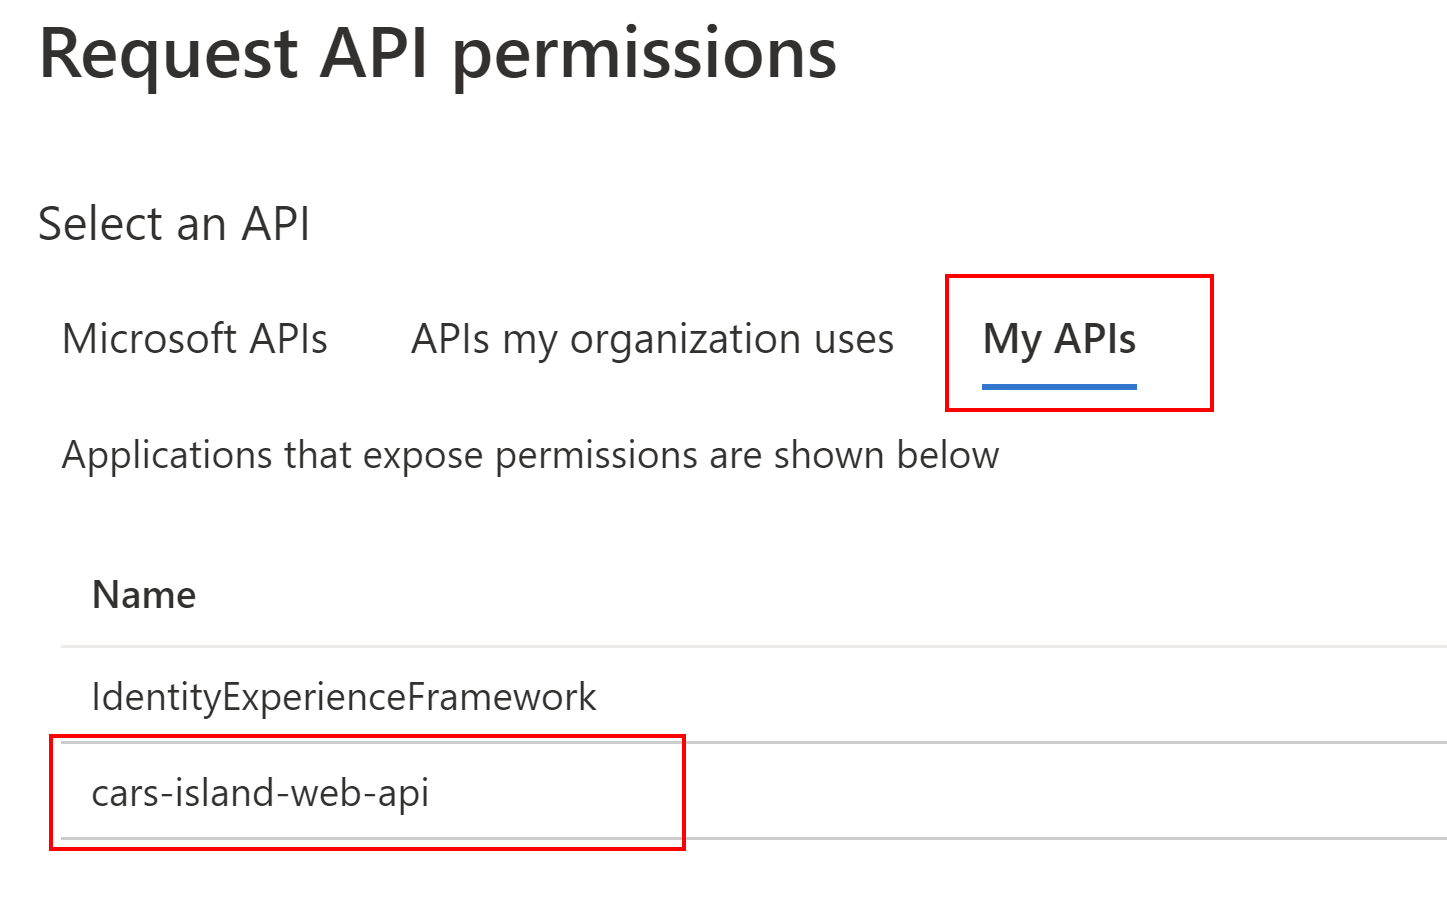 Request API permissions
Select an API
Microsoft APIs APIs my organization uses My APIs
Applications that expose permissions are shown below
Name
IdentityExperienceFramework
cars-island-web-api